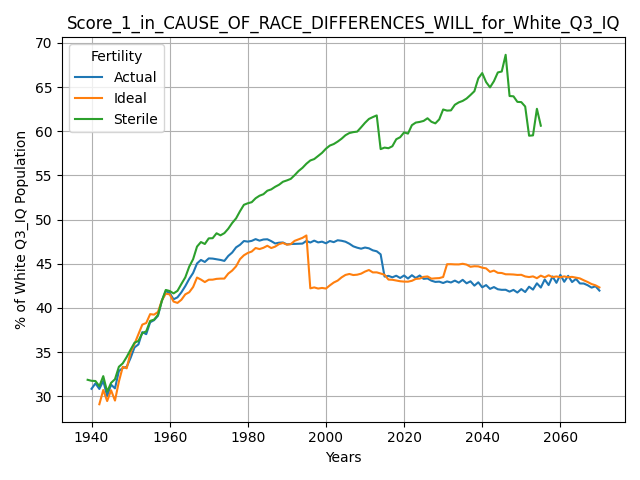 Score_1_in_CAUSE_OF_RACE_DIFFERENCES_WILL_for_White_Q3_IQ
Fertility
Actual
Ideal
Sterile
% of White Q3_IQ Population
70
65
60
55
50
45
40
35
30
1940
1960
1980
2000
2020
2040
2060
Years